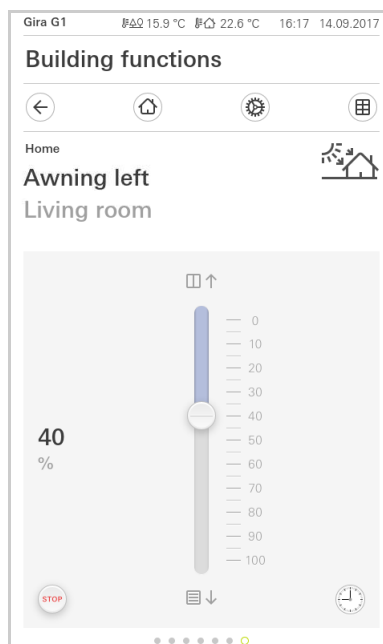 Gira G1 15.9 °C 22.6 °C 16:17 14.09.2017
Building functions
Home
Awning left
Living room
0
10
20
30
40
50
60
70
80
90
100
40
%
STOP